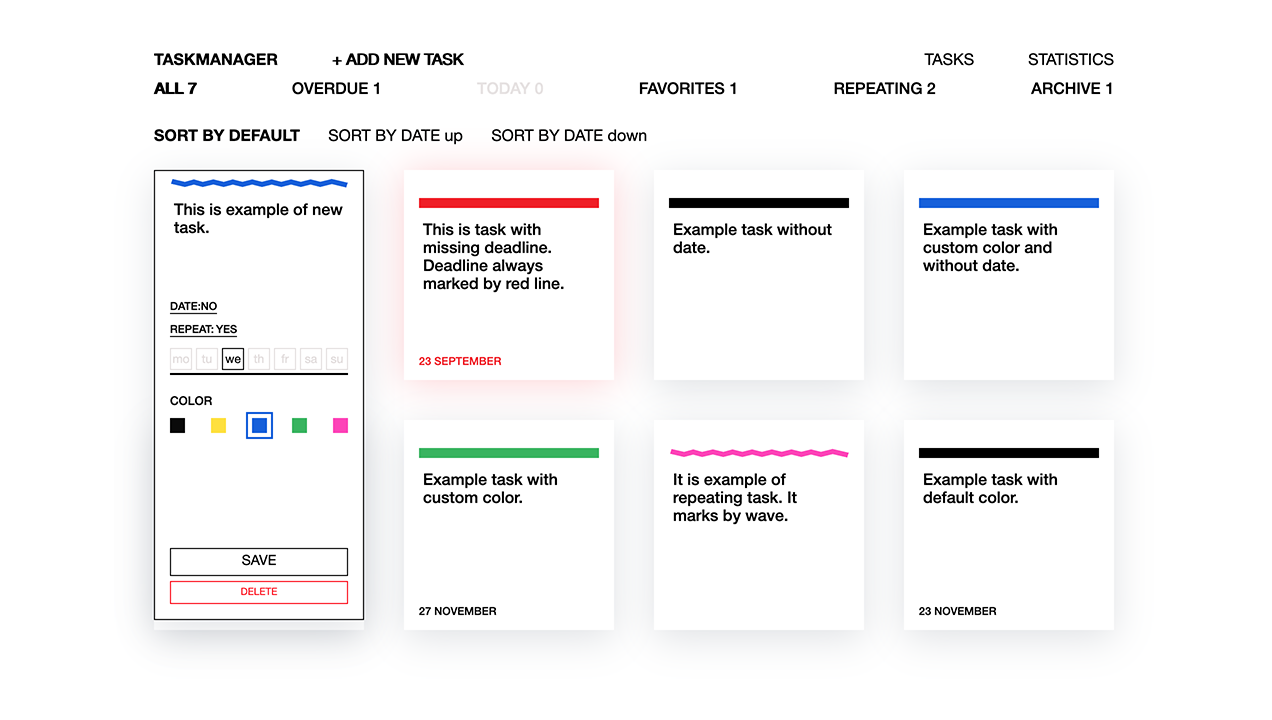 TASKMANAGER + ADD NEW TASK TASKS STATISTICS
ALL 7 OVERDUE 1 TODAY 0 FAVORITES 1 REPEATING 2 ARCHIVE 1
SORT BY DEFAULT SORT BY DATE up SORT BY DATE down
This is example of new
task.
DATE:NO
REPEAT: YES
mo tu we th fr sa su
COLOR
SAVE
DELETE
This is task with
missing deadline.
Deadline always
marked by red line.
23 SEPTEMBER
Example task without
date.
Example task with
custom color and
without date.
Example task with
custom color.
27 NOVEMBER
It is example of
repeating task. It
marks by wave.
Example task with
default color.
23 NOVEMBER